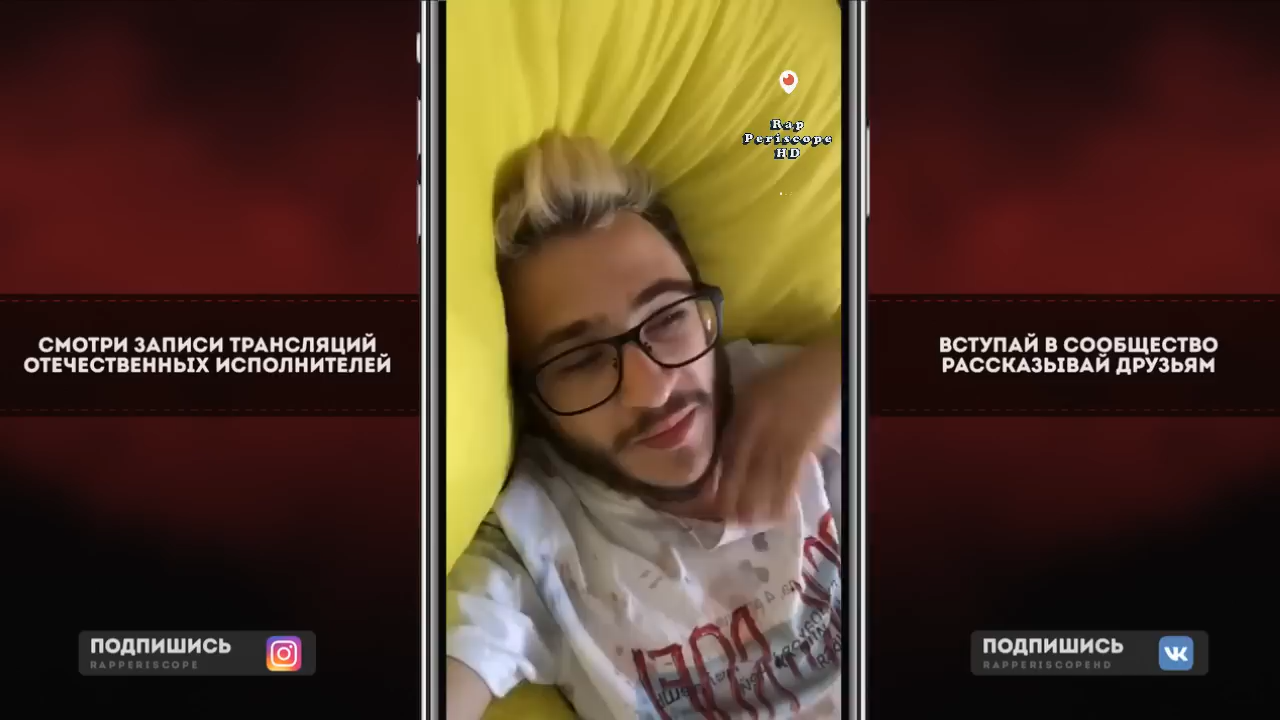 Rap
Periscope
HD
СМОТРИ ЗАПИСИ ТРАНСЛЯЦИЙ
ОТЕЧЕСТВЕННЫХ ИСПОЛНИТЕЛЕЙ
ВСТУПАЙ В СООБЩЕСТВО
РАССКАЗЫВАЙ ДРУЗЬЯМ
ПОДПИШИСЬ
RAPPERISCOPE
ПОДПИШИСЬ
RAPPERISCOPEHD